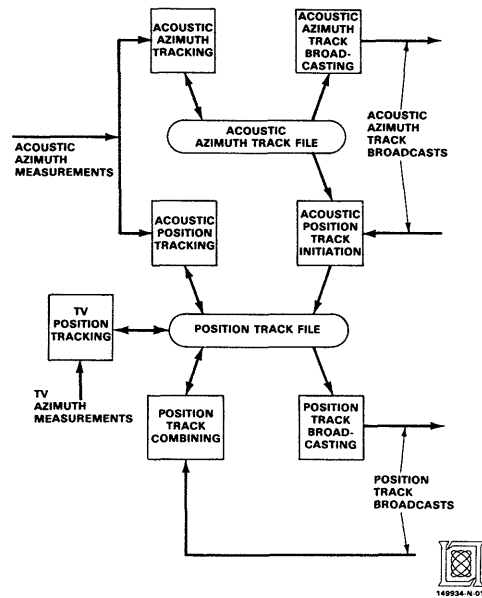 ACOUSTIC
AZIMUTH
TRACKING
ACOUSTIC
AZIMUTH
TRACK
BROAD-
CASTING
ACOUSTIC
AZIMUTH
MEASUREMENTS
ACOUSTIC
AZIMUTH TRACK FILE
ACOUSTIC
AZIMUTH
TRACK
BROADCASTS
ACOUSTIC
POSITION
TRACKING
ACOUSTIC
POSITION
TRACK
INITIATION
TV
POSITION
TRACKING
POSITION TRACK FILE
TV
AZIMUTH
MEASUREMENTS
POSITION
TRACK
COMBINING
POSITION
TRACK
BROAD-
CASTING
POSITION
TRACK
BROADCASTS
149934-N-01